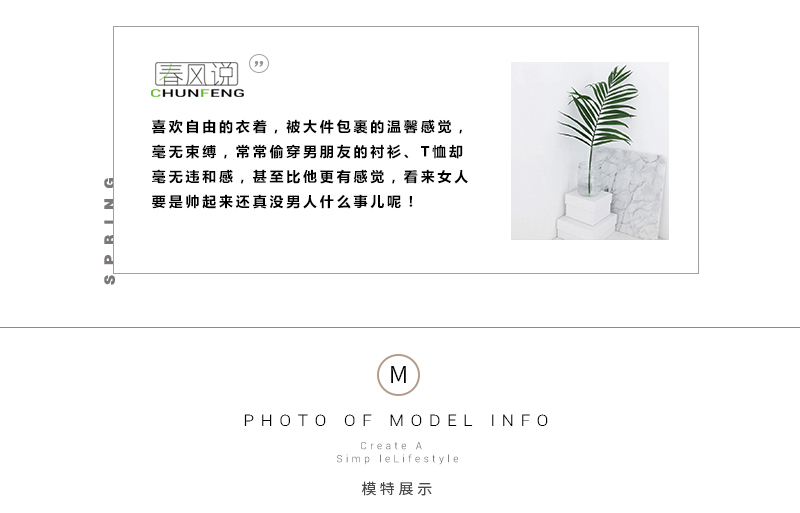 春风说
”
CHUNFENG
喜欢自由的衣着，被大件包裹的温馨感觉，
毫无束缚，常常偷穿男朋友的衬衫、T恤却
毫无违和感，甚至比他更有感觉，看来女人
要是帅起来还真没男人什么事儿呢！
SPRING
M
PHOTO OF MODEL INFO
Create A
Simp leLifestyle
模特展示